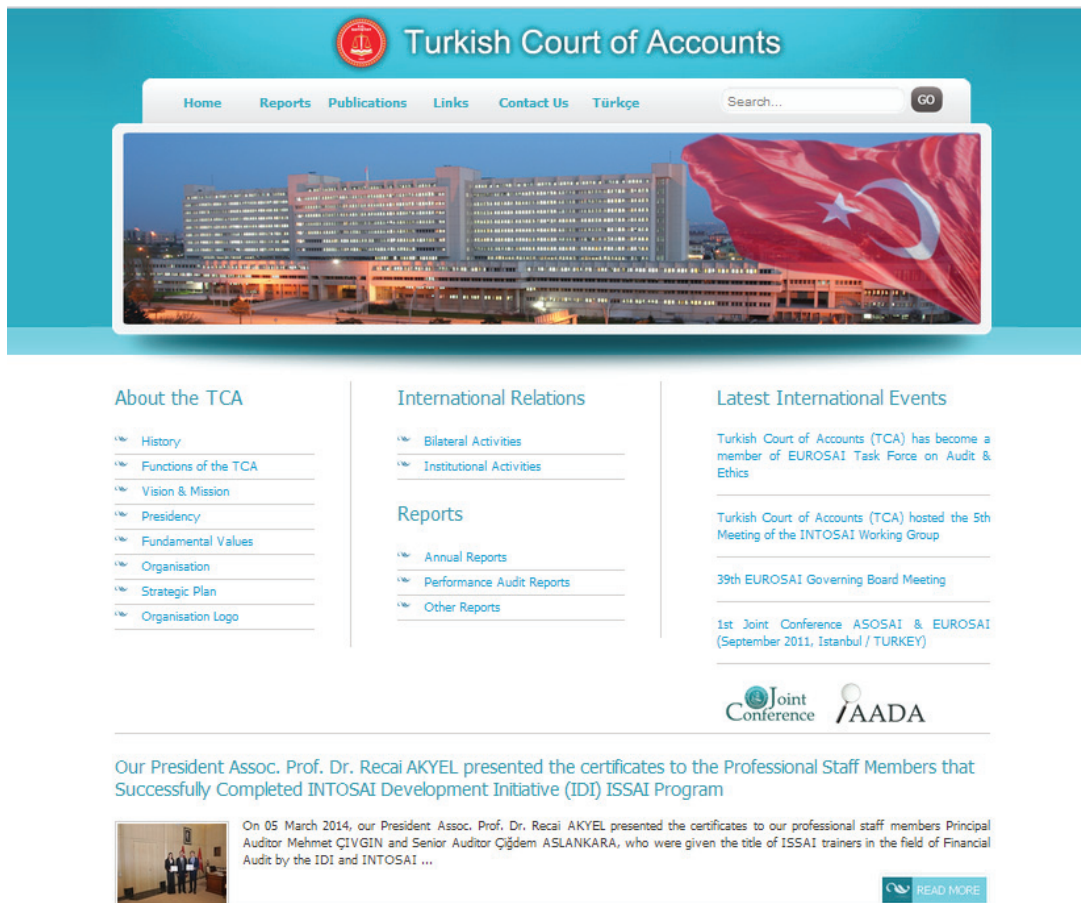 Turkish Court of Accounts
Home Reports Publications Links Contact Us Türkçe Search... GO
About the TCA
History
Functions of the TCA
Vision & Mission
Presidency
Fundamental Values
Organisation
Strategic Plan
Organisation Logo
International Relations
Bilateral Activities
Institutional Activities
Reports
Annual Reports
Performance Audit Reports
Other Reports
Latest International Events
Turkish Court of Accounts (TCA) has become a
member of EUROSAI Task Force on Audit &
Ethics
Turkish Court of Accounts (TCA) hosted the 5th
Meeting of the INTOSAI Working Group
39th EUROSAI Governing Board Meeting
1st Joint Conference ASOSAI & EUROSAI
(September 2011, Istanbul / TURKEY)
Joint
Conference
iAADA
Our President Assoc. Prof. Dr. Recai AKYEL presented the certificates to the Professional Staff Members that
Successfully Completed INTOSAI Development Initiative (IDI) ISSAI Program
On 05 March 2014, our President Assoc. Prof. Dr. Recai AKYEL presented the certificates to our professional staff members Principal
Auditor Mehmet ÇIVGIN and Senior Auditor Çiğdem ASLANKARA, who were given the title of ISSAI trainers in the field of Financial
Audit by the IDI and INTOSAI ...
READ MORE